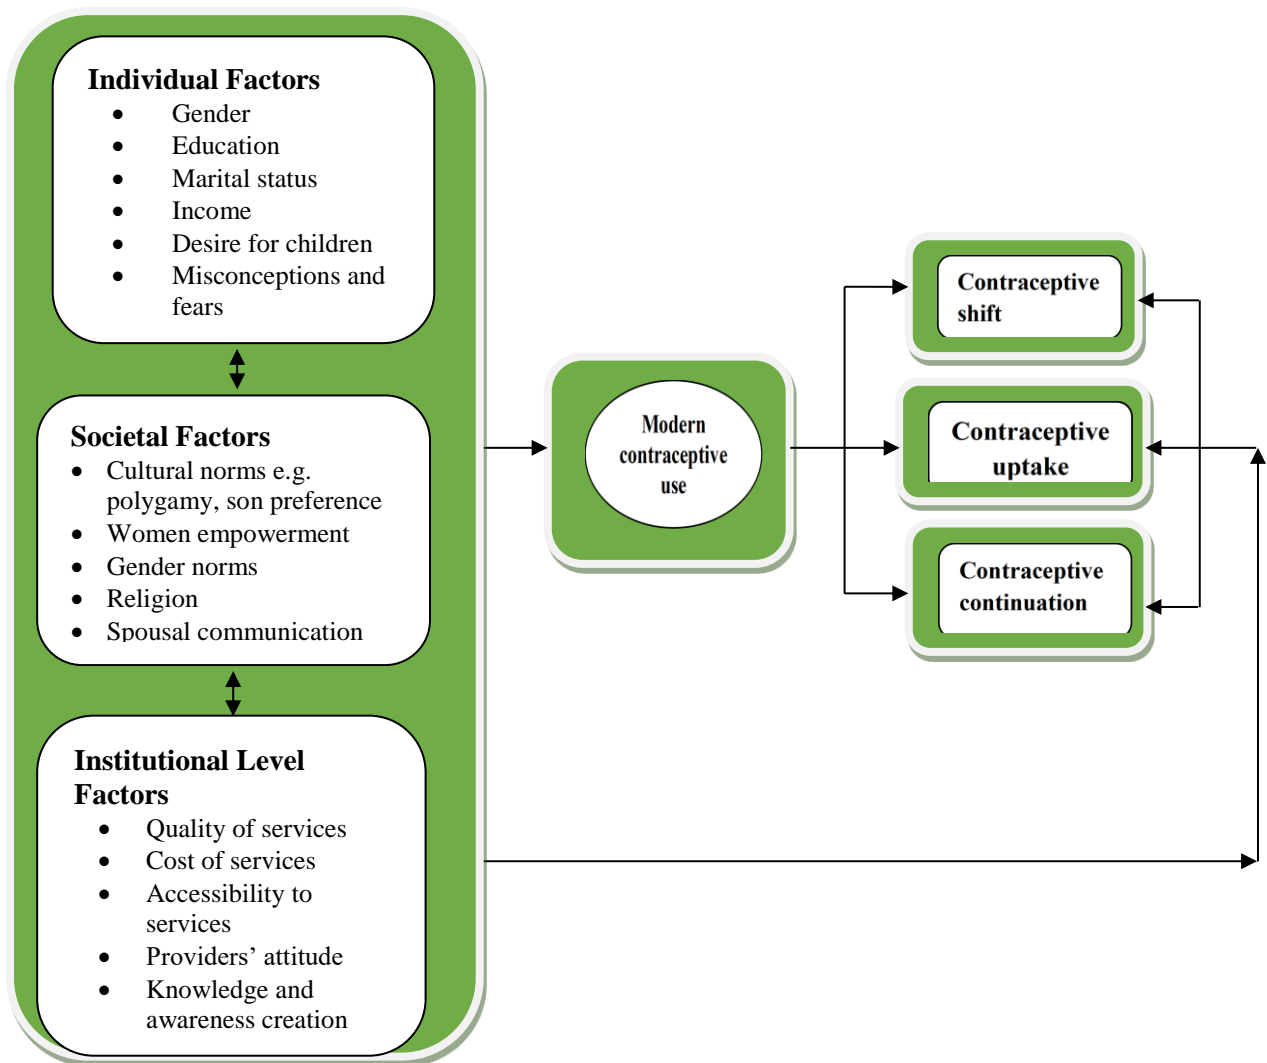 Individual Factors
• Gender
• Education
• Marital status
• Income
• Desire for children
• Misconceptions and
fears
Societal Factors
• Cultural norms e.g.
polygamy, son preference
• Women empowerment
• Gender norms
• Religion
• Spousal communication
Institutional Level
Factors
• Quality of services
• Cost of services
• Accessibility to
services
• Providers’ attitude
• Knowledge and
awareness creation
Modern
contraceptive
use
Contraceptive
shift
Contraceptive
uptake
Contraceptive
continuation